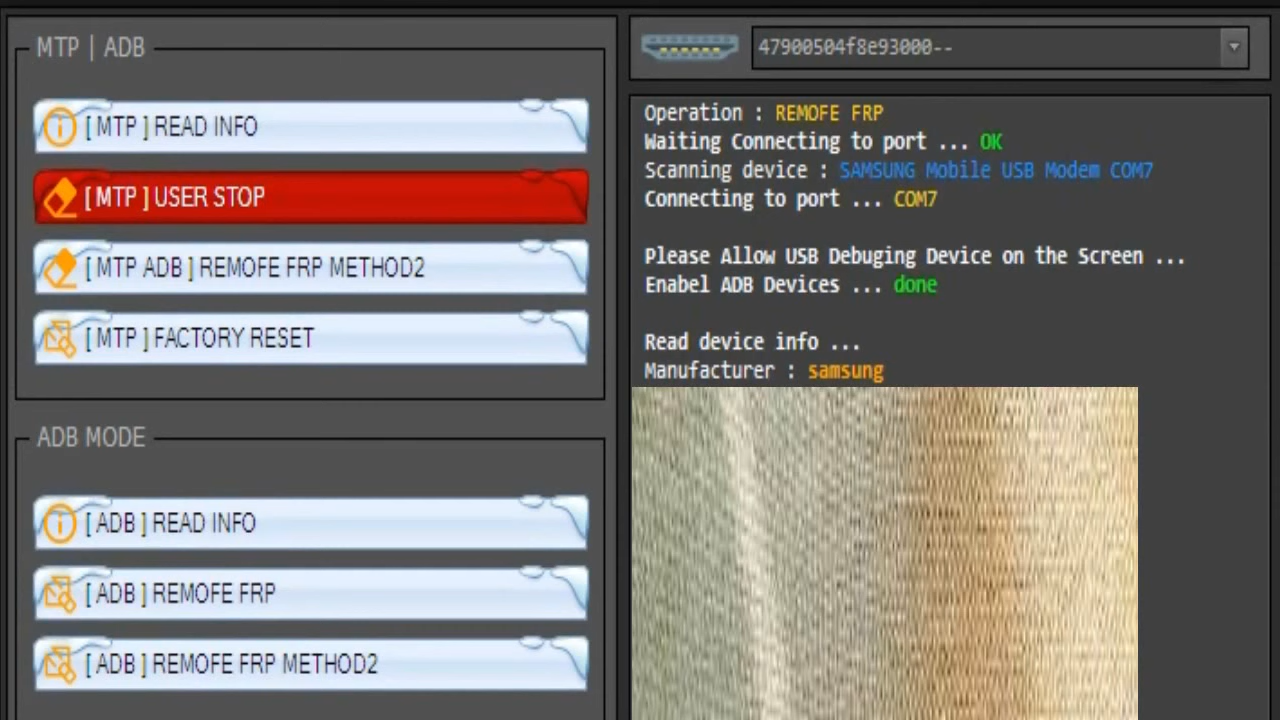 MTP | ADB
[ MTP ] READ INFO
[ MTP ] USER STOP
[ MTP ADB ] REMOFE FRP METHOD2
[ MTP ] FACTORY RESET
ADB MODE
[ ADB ] READ INFO
[ ADB ] REMOFE FRP
[ ADB ] REMOFE FRP METHOD2
47900504f8e93000--
Operation : REMOFE FRP
Waiting Connecting to port ... OK
Scanning device : SAMSUNG Mobile USB Modem COM7
Connecting to port ... COM7
Please Allow USB Debuging Device on the Screen ...
Enabel ADB Devices ... done
Read device info ...
Manufacturer : samsung